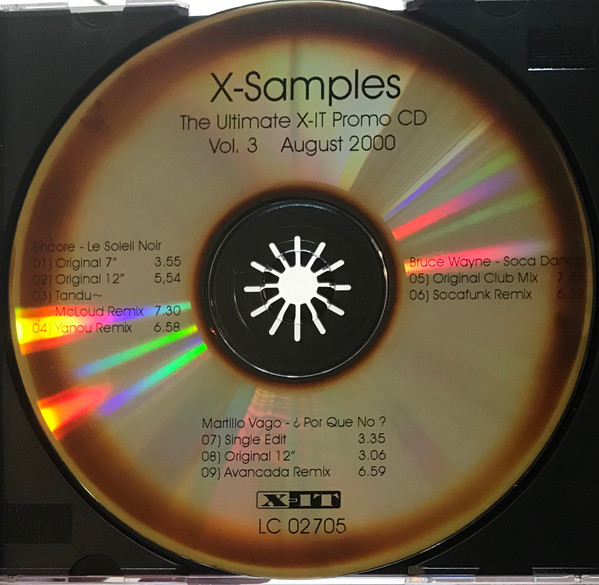 X-Samples
The Ultimate X-IT Promo CD
Vol. 3 August 2000
Encore - Le Soleil Noir
01) Original 7" 3.55
02) Original 12" 5,54
03) Tandu~
McLoud Remix 7.30
04) Yanou Remix 6.58
Bruce Wayne - Soca Dance
05) Original Club Mix
06) Socafunk Remix
Martillo Vago - ¿ Por Que No ?
07) Single Edit 3.35
08) Original 12" 3.06
09) Avancada Remix 6.59
X-IT
LC 02705